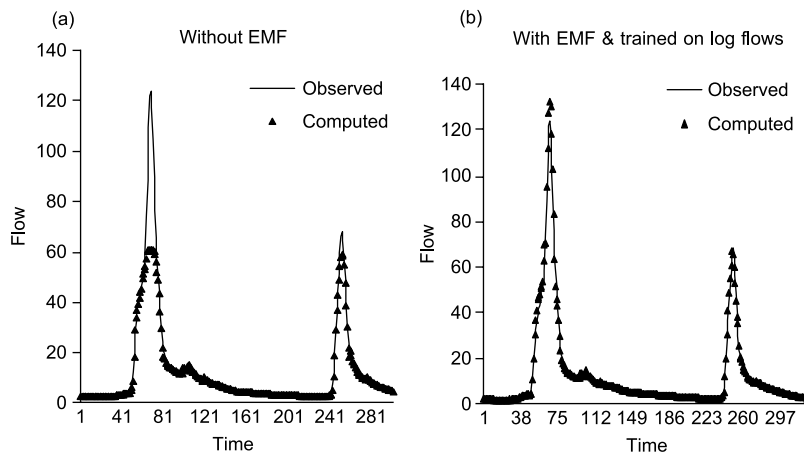 (a)
Without EMF
140
120
100
80
60
40
20
0
Flow
Observed
Computed
1 41 81 121 161 201 241 281
Time
(b)
With EMF & trained on log flows
140
120
100
80
60
40
20
0
Flow
Observed
Computed
1 38 75 112 149 186 223 260 297
Time